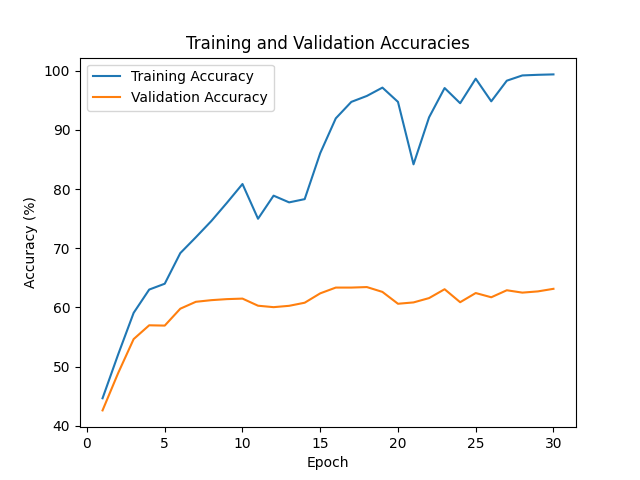 Training and Validation Accuracies
Training Accuracy
Validation Accuracy
100
90
80
70
60
50
40
Accuracy (%)
0 5 10 15 20 25 30
Epoch